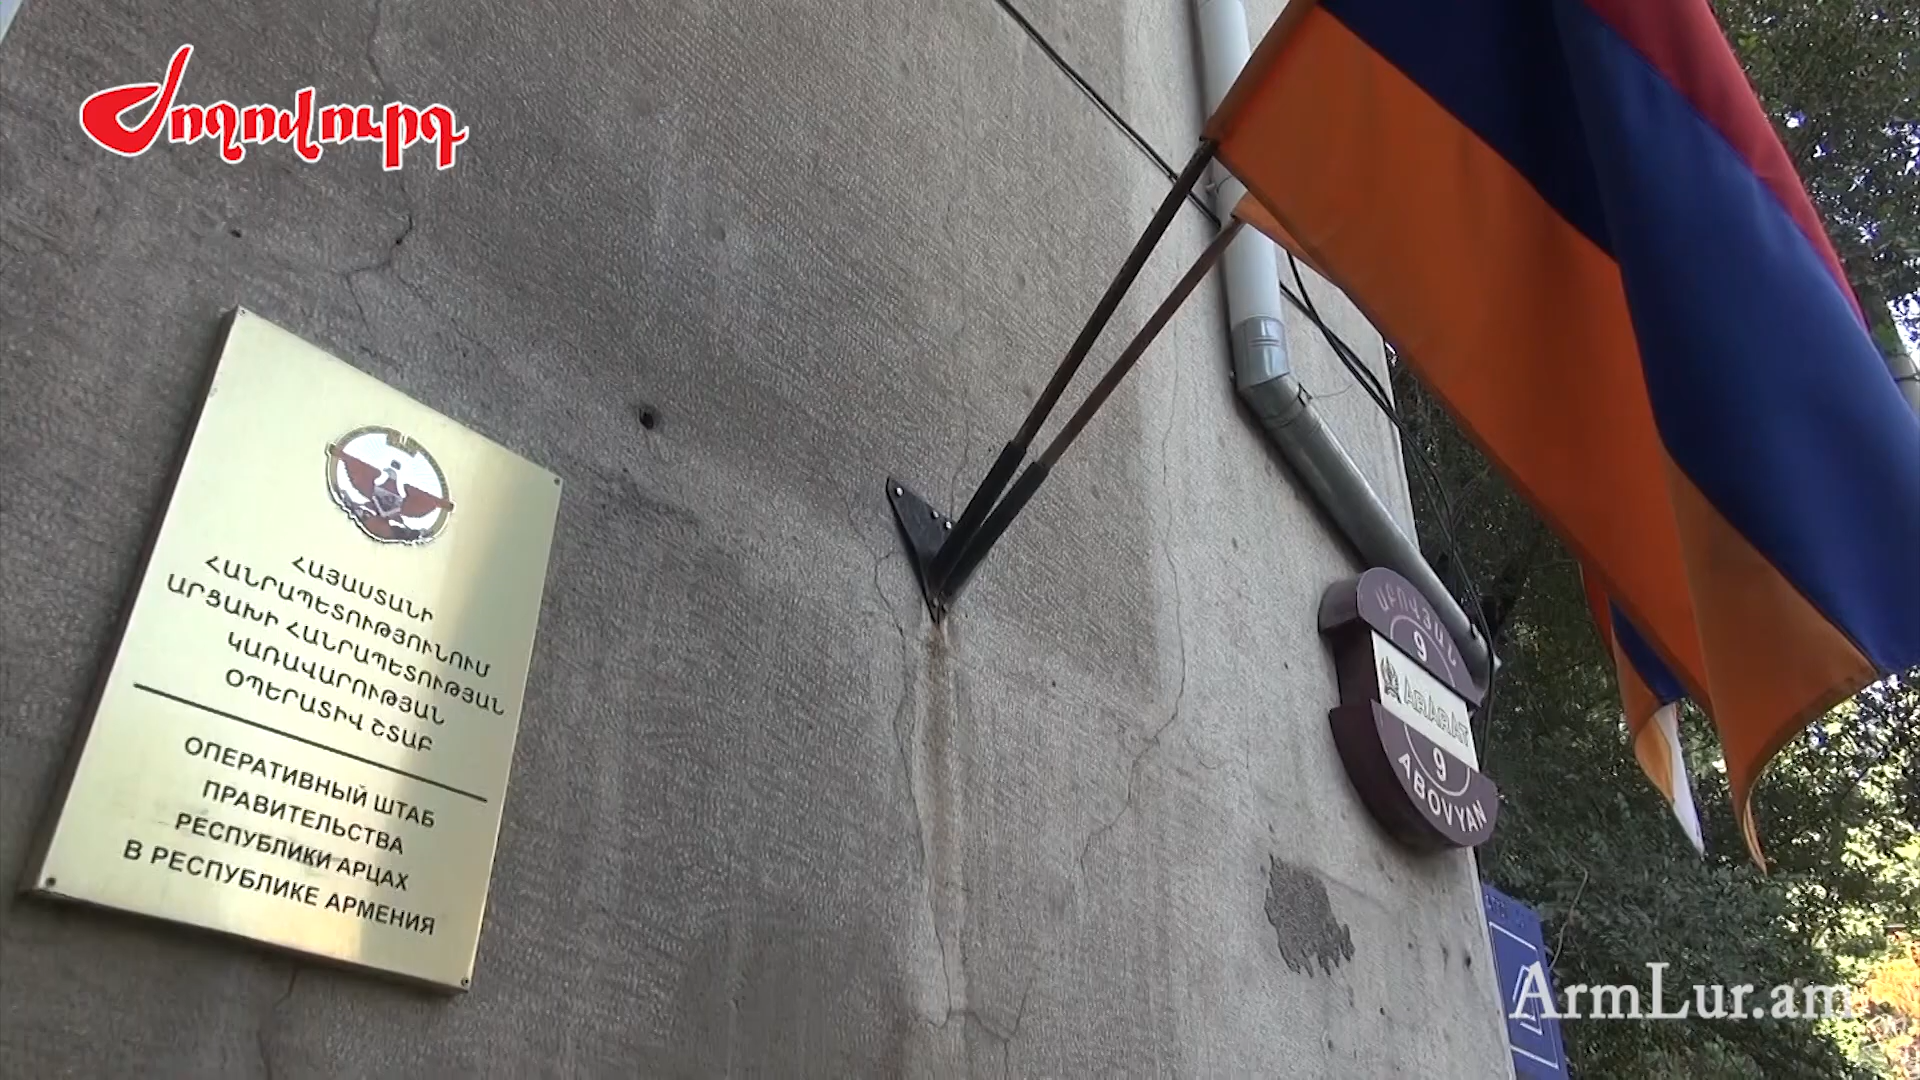 Ժողովուրդ
ՀԱՅԱՍՏԱՆԻ
ՀԱՆՐԱՊԵՏՈՒԹՅՈՒՆՈՒՄ
ԱՐՑԱԽԻ ՀԱՆՐԱՊԵՏՈՒԹՅԱՆ
ԿԱՌԱՎԱՐՈՒԹՅԱՆ
ՕՊԵՐԱՏԻՎ ՇՏԱԲ
ОПЕРАТИВНЫЙ ШТАБ
ПРАВИТЕЛЬСТВА
РЕСПУБЛИКИ АРЦАХ
В РЕСПУБЛИКЕ АРМЕНИЯ
ԱԲՈՎՅԱՆ
9
ARARAT
9
ABOVYAN
ArmLur.am